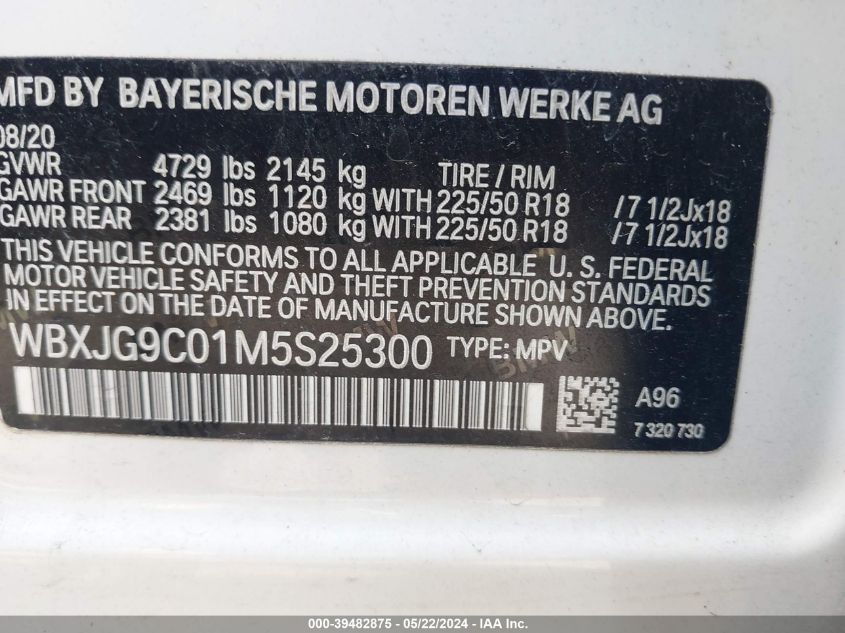 MFD BY BAYERISCHE MOTOREN WERKE AG
08/20
GVWR 4729 lbs 2145 kg TIRE / RIM
GAWR FRONT 2469 lbs 1120 kg WITH 225/50 R18 /7 1/2Jx18
GAWR REAR 2381 lbs 1080 kg WITH 225/50 R18 /7 1/2Jx18
THIS VEHICLE CONFORMS TO ALL APPLICABLE U. S. FEDERAL
MOTOR VEHICLE SAFETY AND THEFT PREVENTION STANDARDS
IN EFFECT ON THE DATE OF MANUFACTURE SHOWN ABOVE.
WBXJG9C01M5S25300 TYPE: MPV
A96
7 320 730
000-39482875 - 05/22/2024 - IAA Inc.